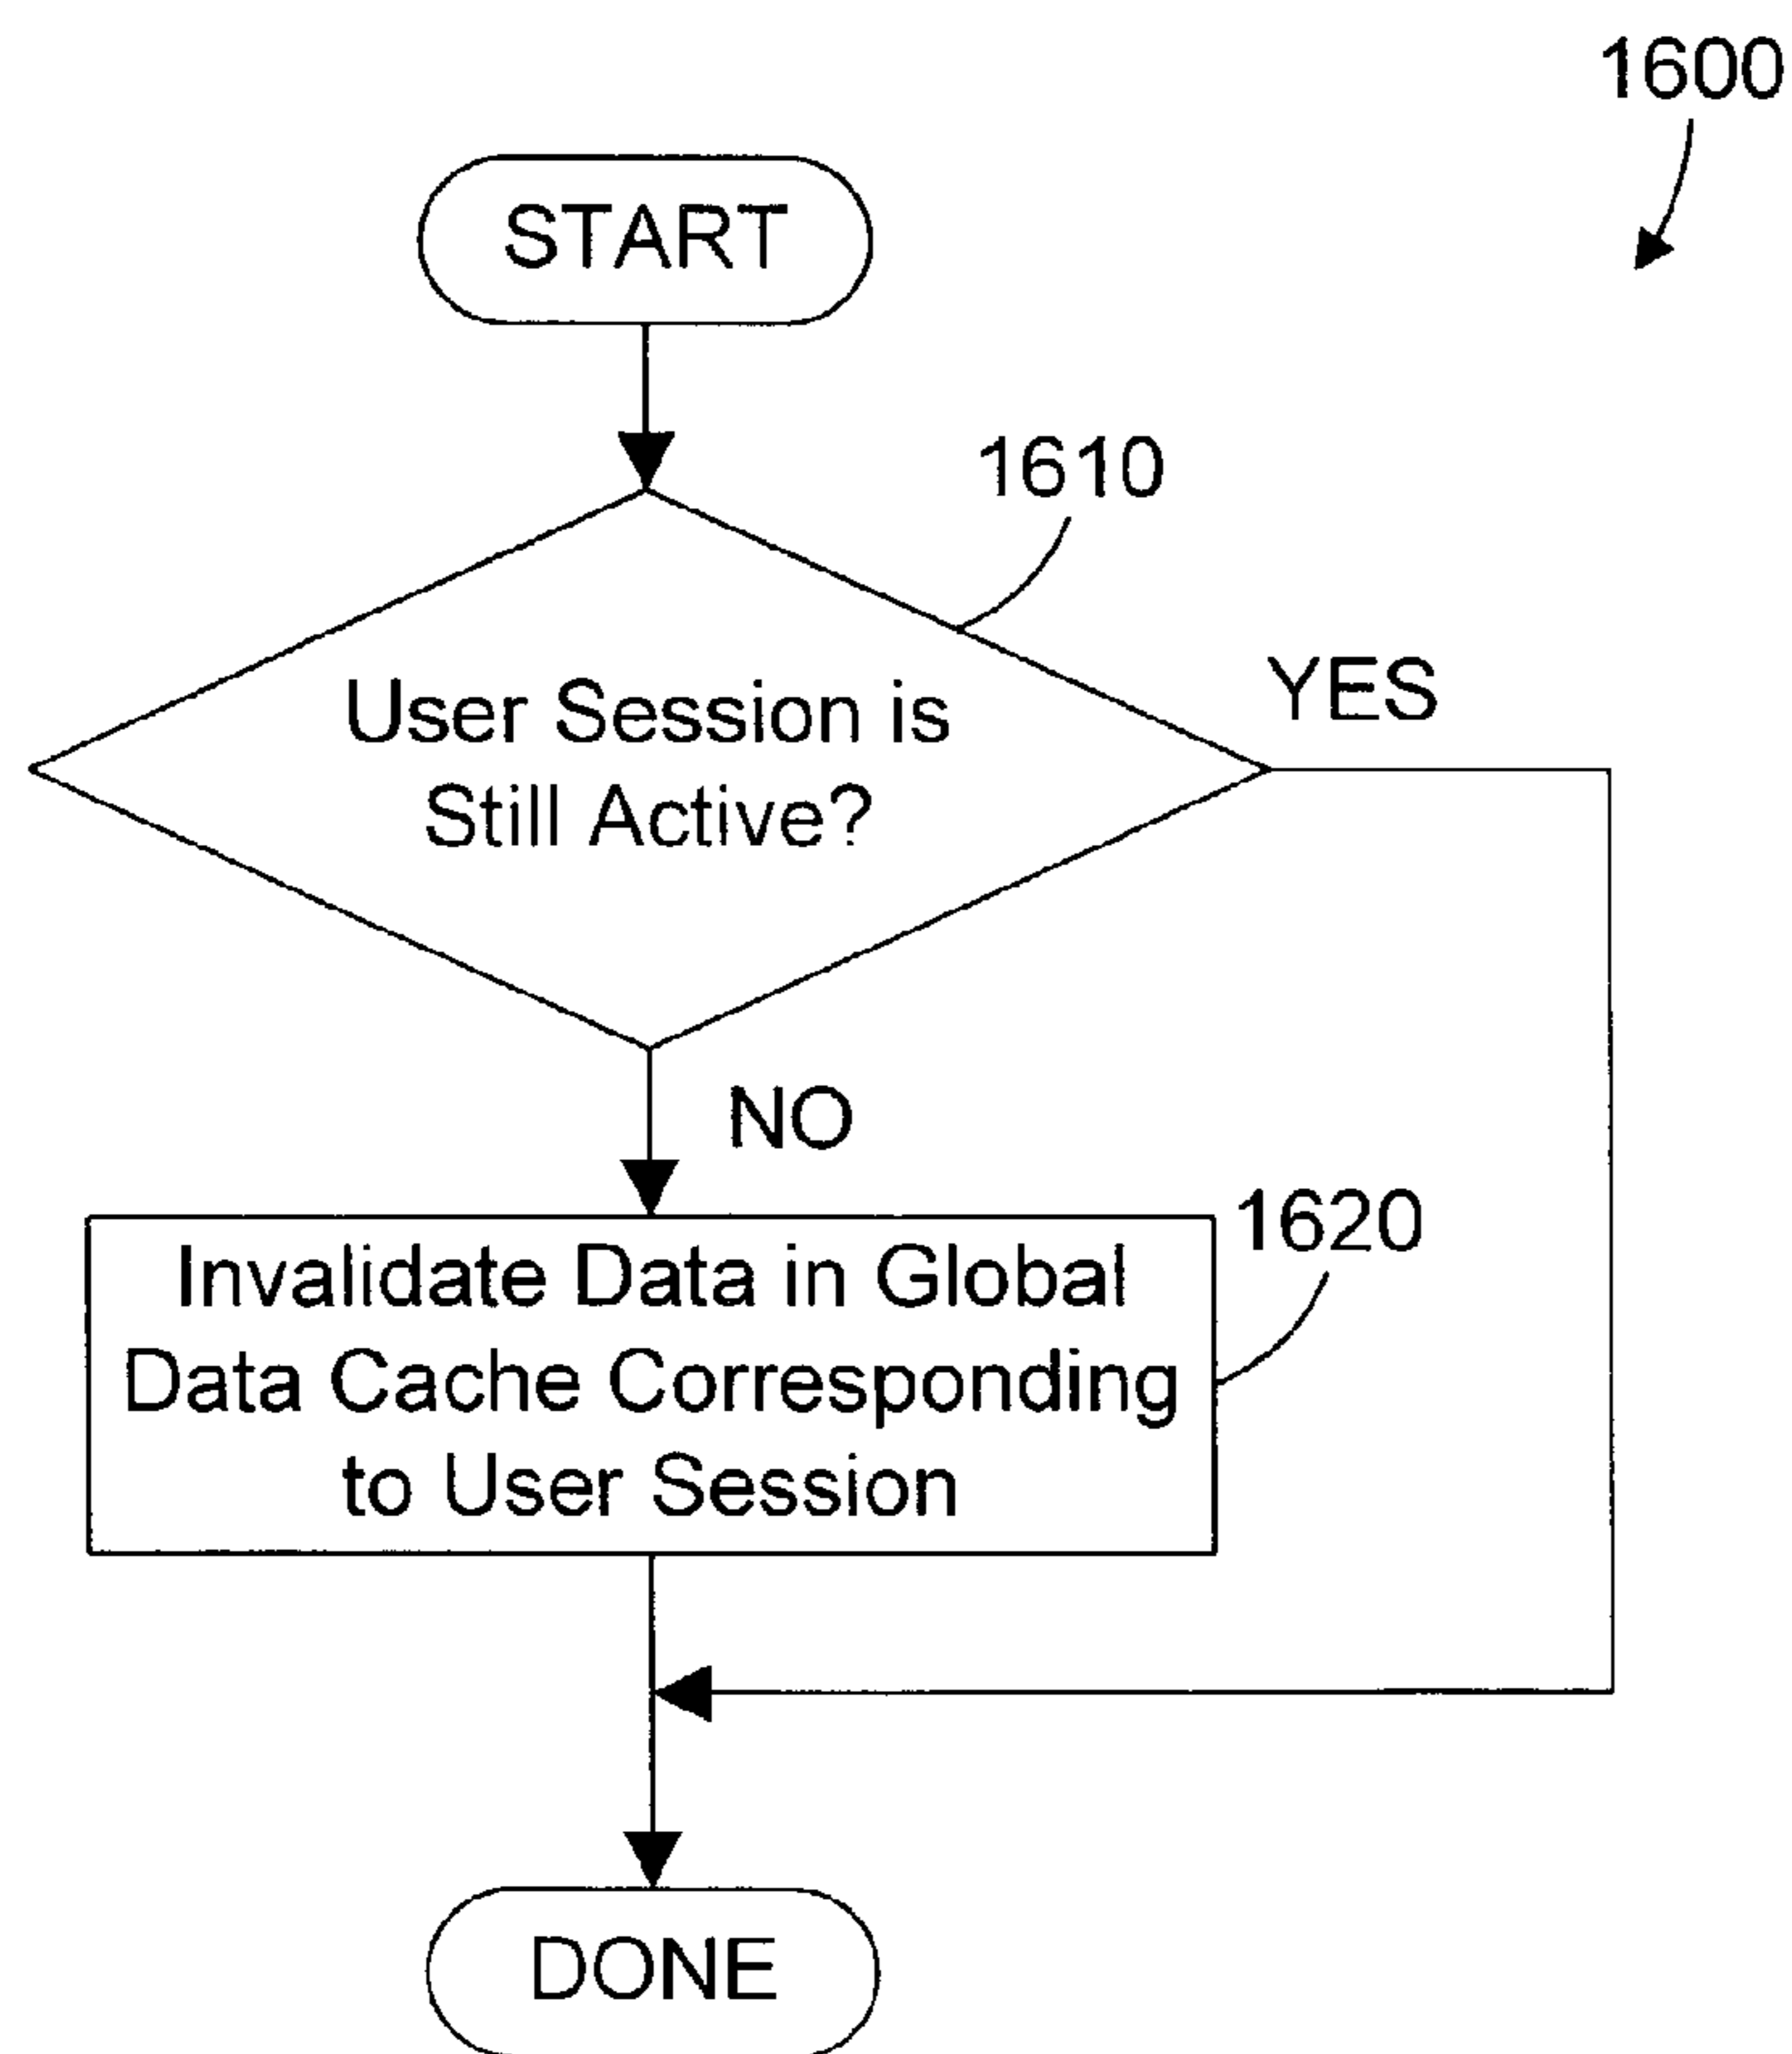 1600
START
1610
User Session is
Still Active?
YES
NO
1620
Invalidate Data in Global
Data Cache Corresponding
to User Session
DONE